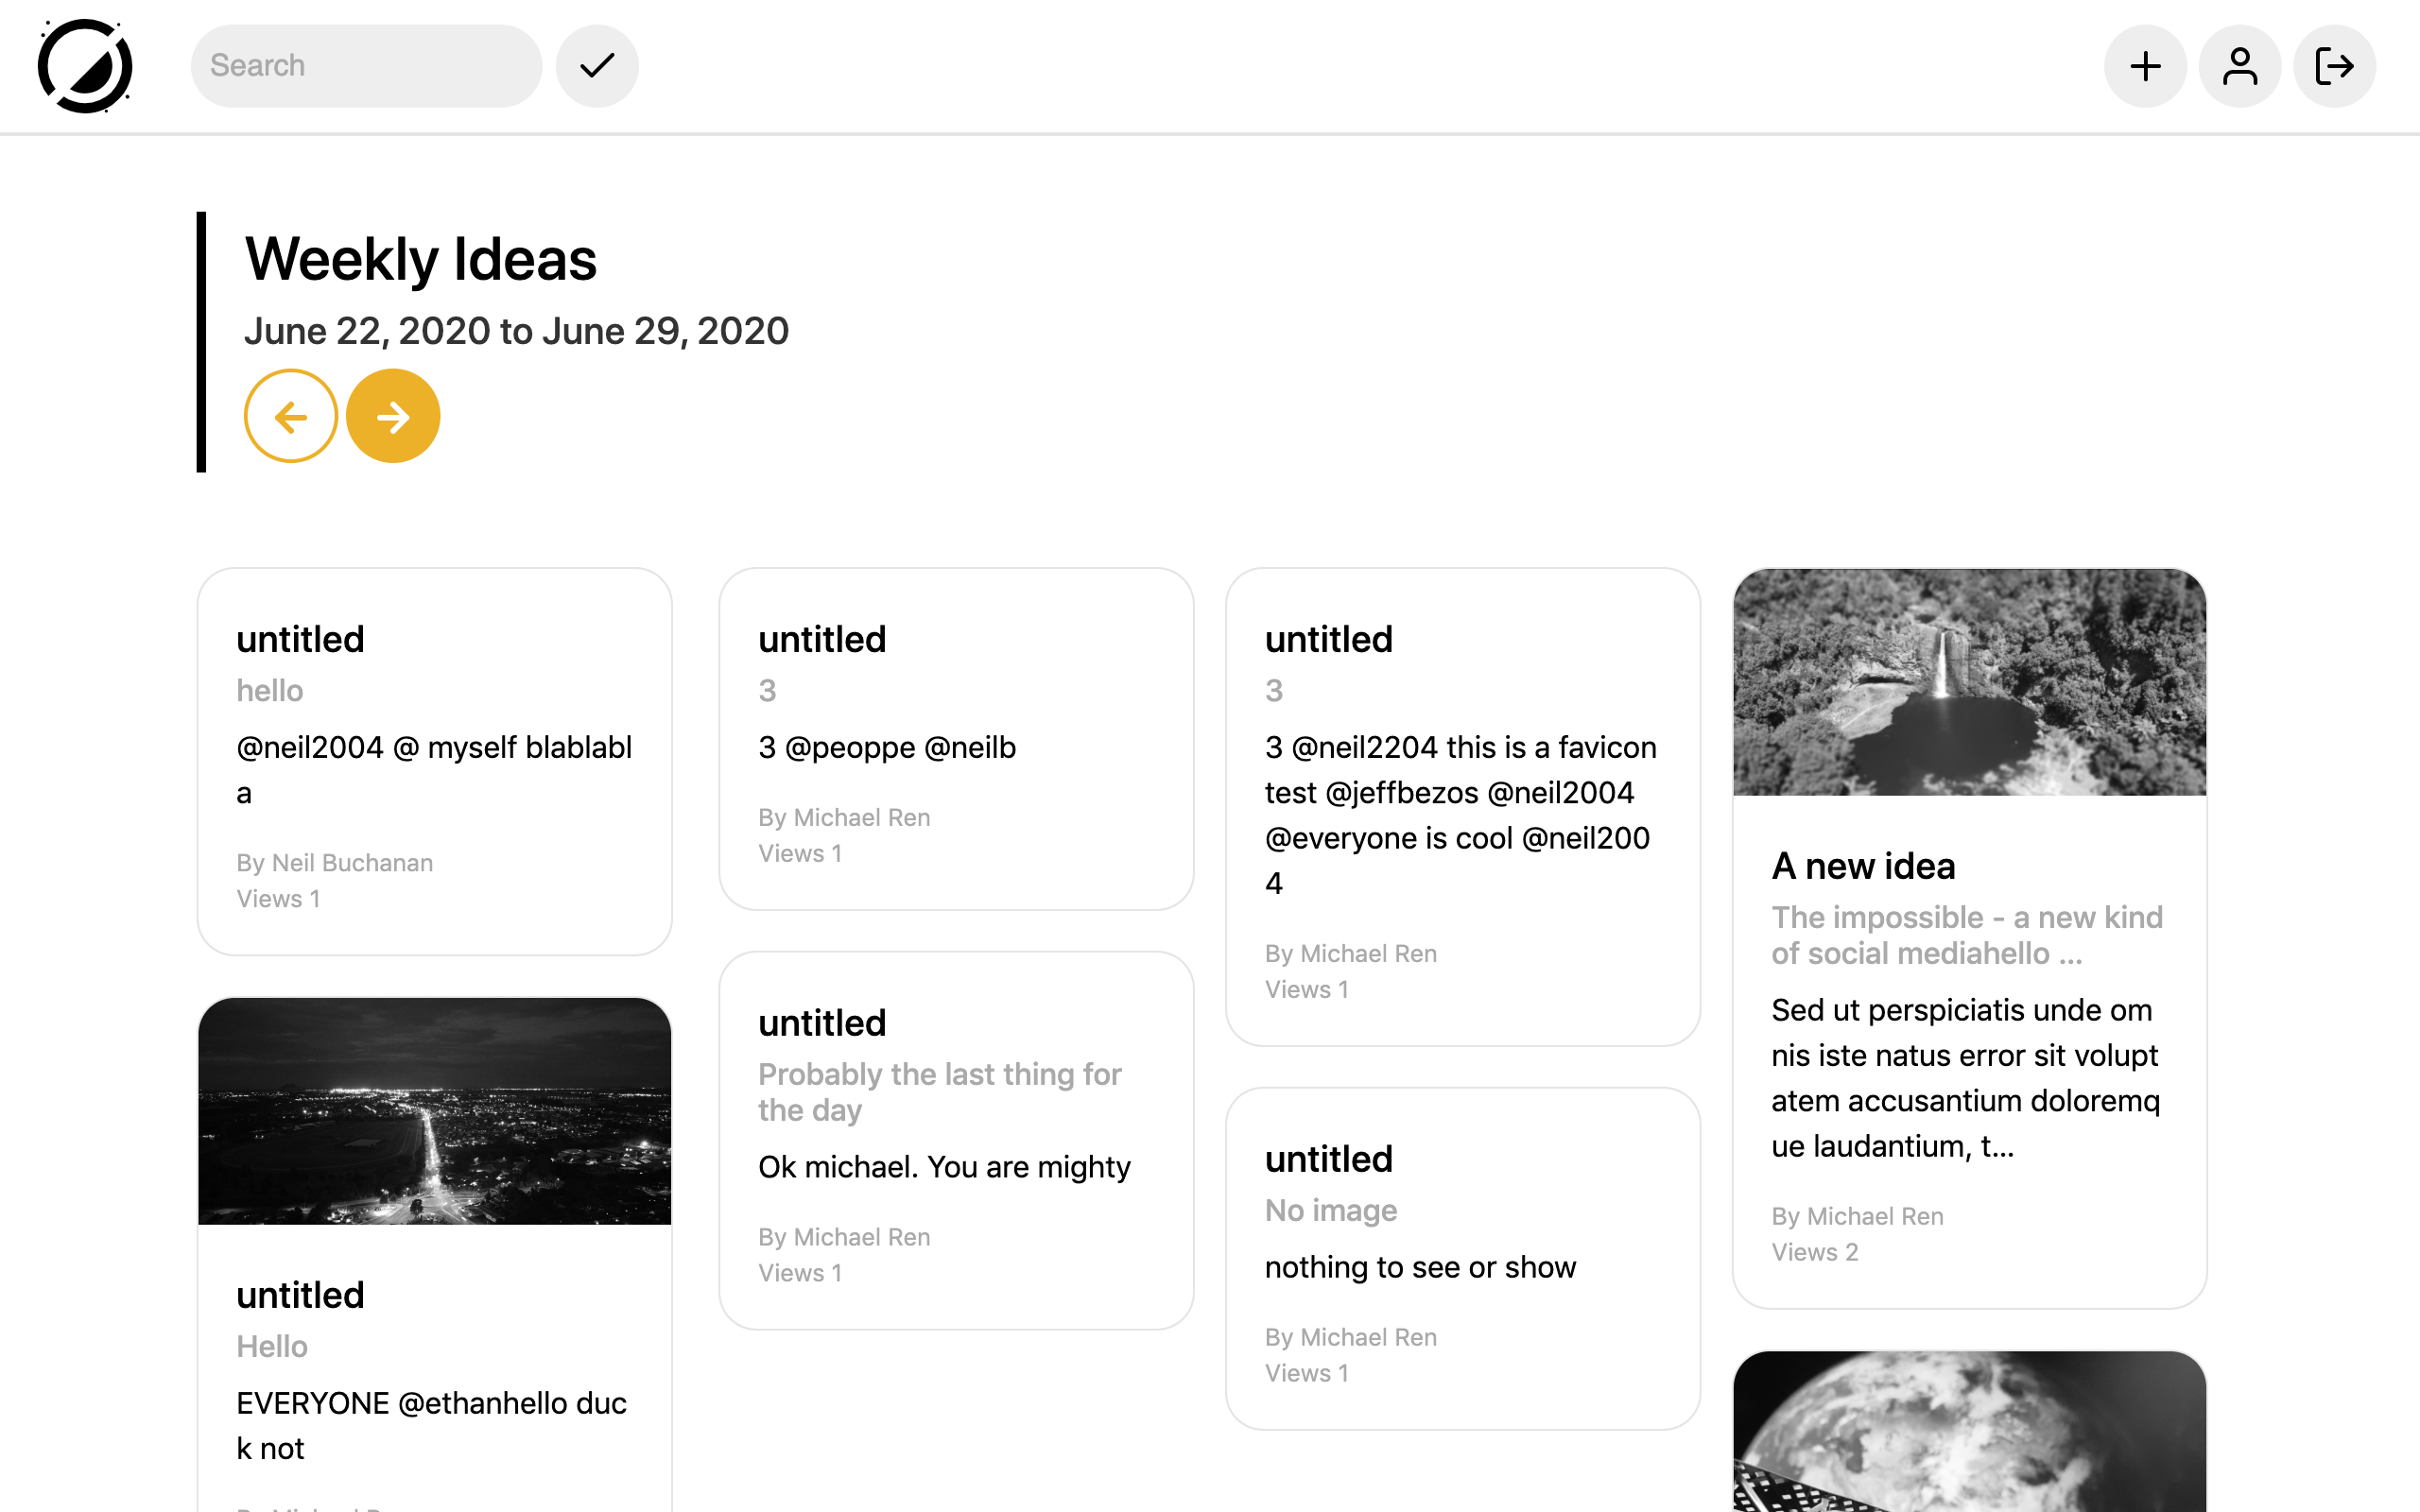 Search
Weekly Ideas
June 22, 2020 to June 29, 2020
untitled
hello
@neil2004 @ myself blablabl
a
By Neil Buchanan
Views 1
untitled
Hello
EVERYONE @ethanhello duc
k not
untitled
3
3 @peoppe @neilb
By Michael Ren
Views 1
untitled
Probably the last thing for
the day
Ok michael. You are mighty
By Michael Ren
Views 1
untitled
3
3 @neil2204 this is a favicon
test @jeffbezos @neil2004
@everyone is cool @neil200
4
By Michael Ren
Views 1
untitled
No image
nothing to see or show
By Michael Ren
Views 1
A new idea
The impossible - a new kind
of social mediahello ...
Sed ut perspiciatis unde om
nis iste natus error sit volupt
atem accusantium doloremq
ue laudantium, t...
By Michael Ren
Views 2